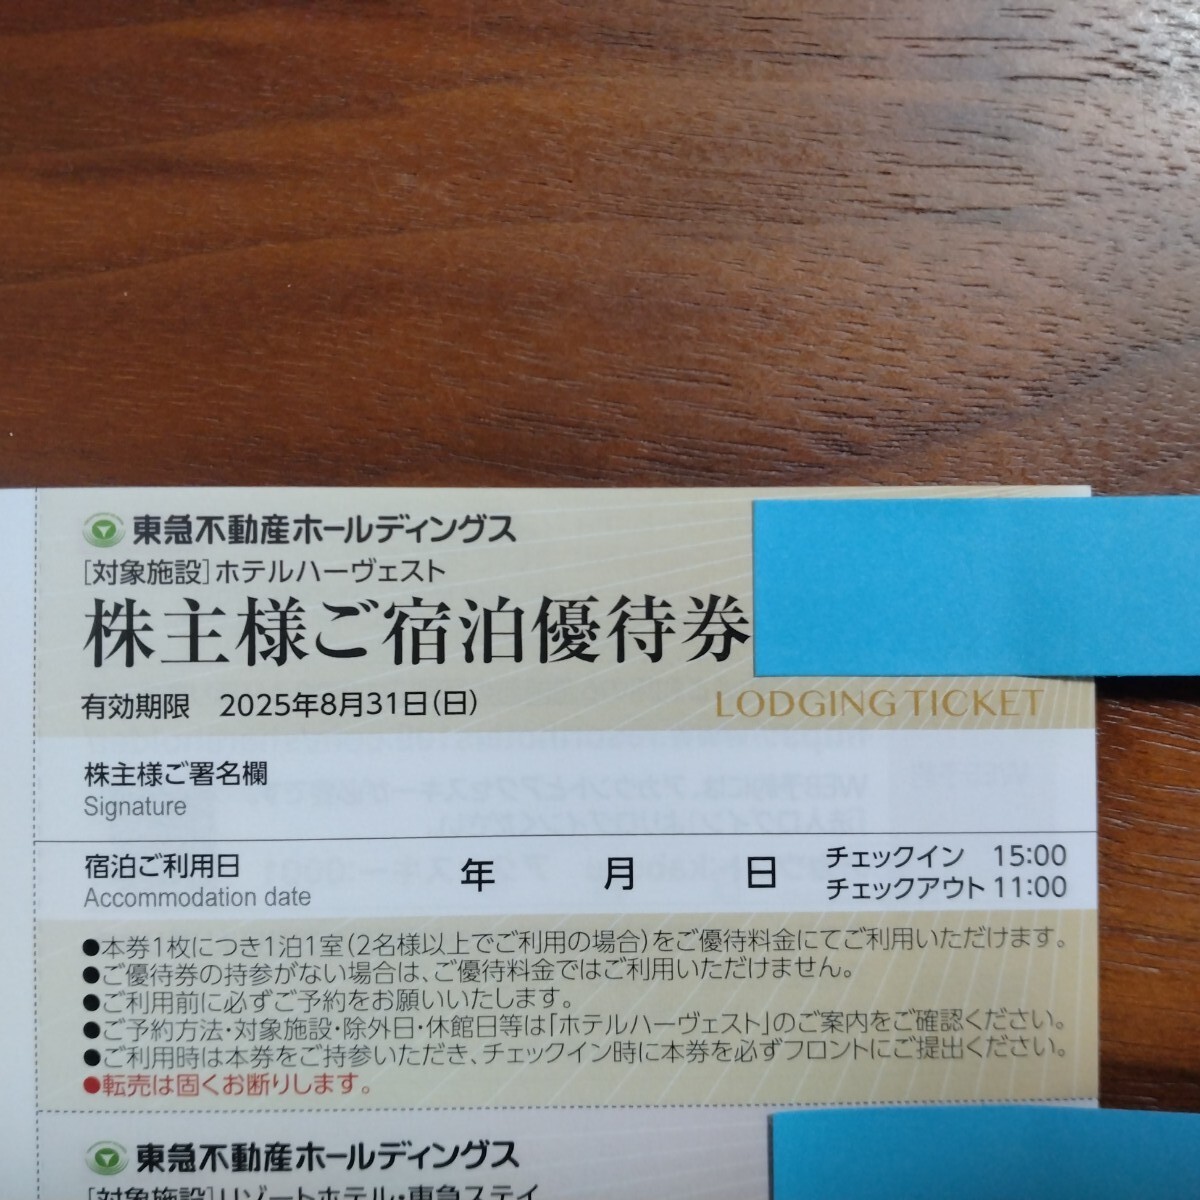 東急不動産ホールディングス
[対象施設]ホテルハーヴェスト
株主様ご宿泊優待券
有効期限 2025年8月31日(日)
LODGING TICKET
株主様ご署名欄
Signature
宿泊ご利用日
Accommodation date
年 月 日
チェックイン 15:00
チェックアウト 11:00
●本券1枚につき1泊1室(2名様以上でご利用の場合)をご優待料金にてご利用いただけます。
●ご優待券の持参がない場合は、ご優待料金ではご利用いただけません。
●ご利用前に必ずご予約をお願いいたします。
●ご予約方法・対象施設・除外日・休館日等は「ホテルハーヴェスト」のご案内をご確認ください。
●ご利用時は本券をご持参いただき、チェックイン時に本券を必ずフロントにご提出ください。
●転売は固くお断りします。
東急不動産ホールディングス
[対象施設]リゾートホテル・東急ステイ